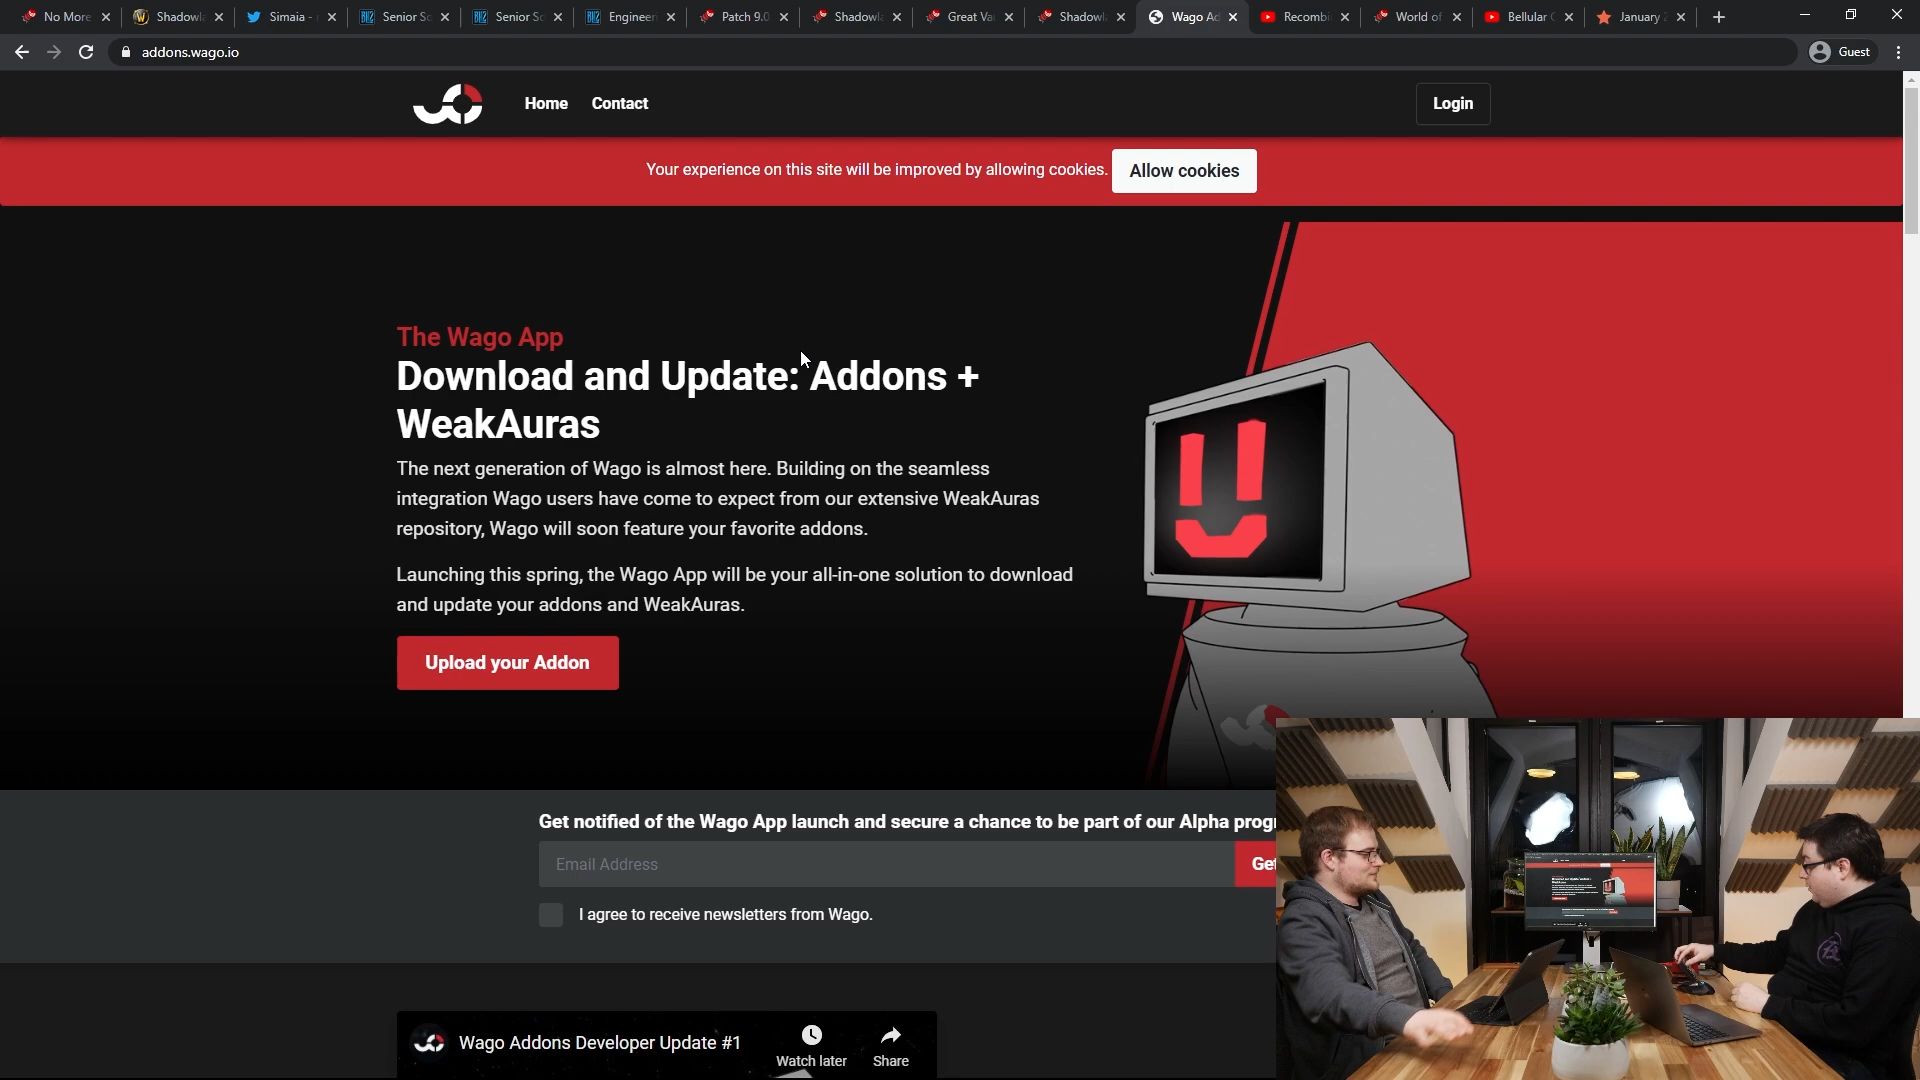 No More
Shadowl
Simaia -
Senior Sc
Senior Sc
Engineer
Patch 9.0
Shadowla
Great Va
Shadowl
Wago Ad
Recombi
World of
Bellular
January
addons.wago.io
Guest
Home
Contact
Login
Your experience on this site will be improved by allowing cookies.
Allow cookies
The Wago App
Download and Update: Addons +
WeakAuras
The next generation of Wago is almost here. Building on the seamless
integration Wago users have come to expect from our extensive WeakAuras
repository, Wago will soon feature your favorite addons.
Launching this spring, the Wago App will be your all-in-one solution to download
and update your addons and WeakAuras.
Upload your Addon
Get notified of the Wago App launch and secure a chance to be part of our Alpha prog
Email Address
Get
I agree to receive newsletters from Wago.
Wago Addons Developer Update #1
Watch later
Share